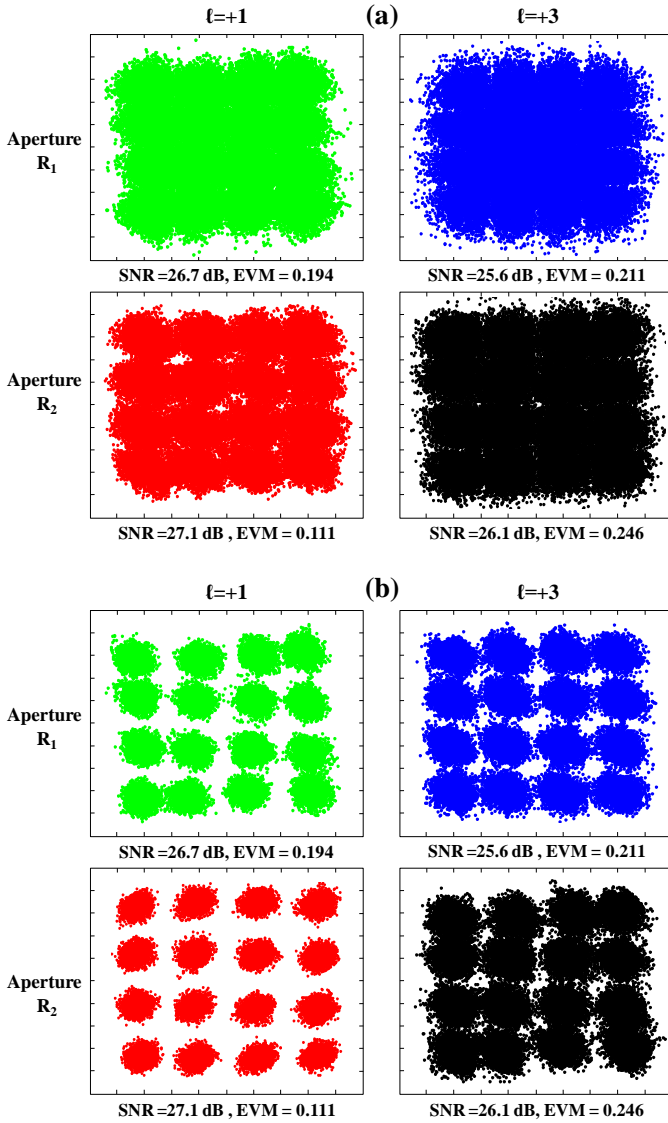 (a)
ℓ=+1
ℓ=+3
Aperture
R1
SNR=26.7 dB, EVM = 0.194
SNR=25.6 dB , EVM = 0.211
Aperture
R2
SNR=27.1 dB , EVM = 0.111
SNR=26.1 dB, EVM = 0.246
(b)
ℓ=+1
ℓ=+3
Aperture
R1
SNR=26.7 dB, EVM = 0.194
SNR=25.6 dB , EVM = 0.211
Aperture
R2
SNR=27.1 dB , EVM = 0.111
SNR=26.1 dB , EVM = 0.246